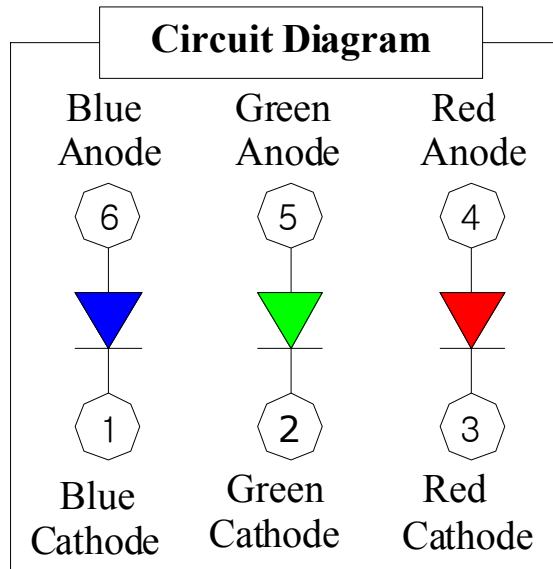 Circuit Diagram
Blue Anode
Green Anode
Red Anode
6
5
4
1
2
3
Blue Cathode
Green Cathode
Red Cathode